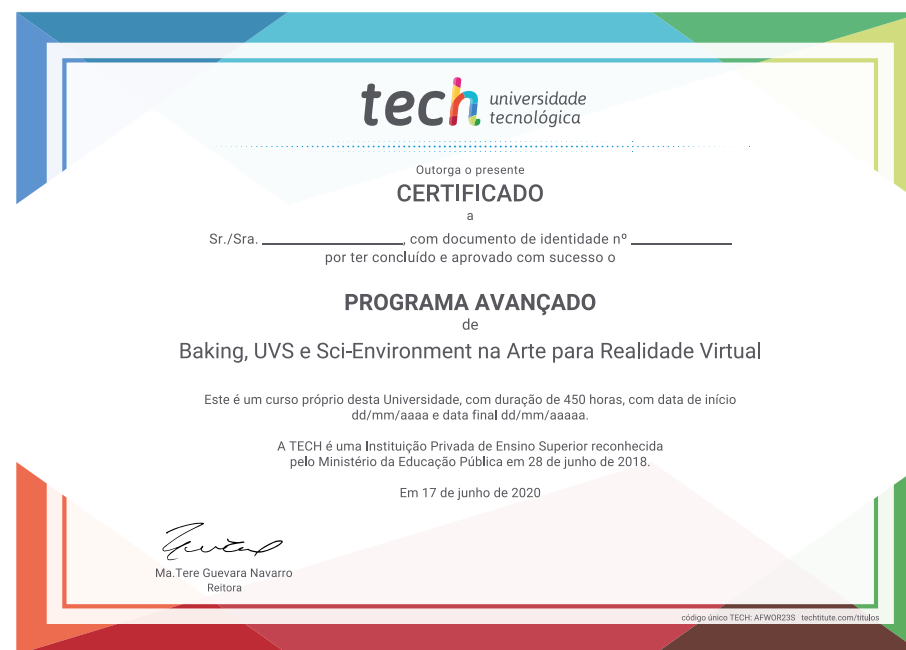 tech universidade
tecnológica
Outorga o presente
CERTIFICADO
a
Sr./Sra. ________________, com documento de identidade nº ____________
por ter concluído e aprovado com sucesso o
PROGRAMA AVANÇADO
de
Baking, UVS e Sci-Environment na Arte para Realidade Virtual
Este é um curso próprio desta Universidade, com duração de 450 horas, com data de início
dd/mm/aaaa e data final dd/mm/aaaaa.
A TECH é uma Instituição Privada de Ensino Superior reconhecida
pelo Ministério da Educação Pública em 28 de junho de 2018.
Em 17 de junho de 2020
Ma.Tere Guevara Navarro
Reitora
código único TECH: AFWOR23S techtitute.com/titulos